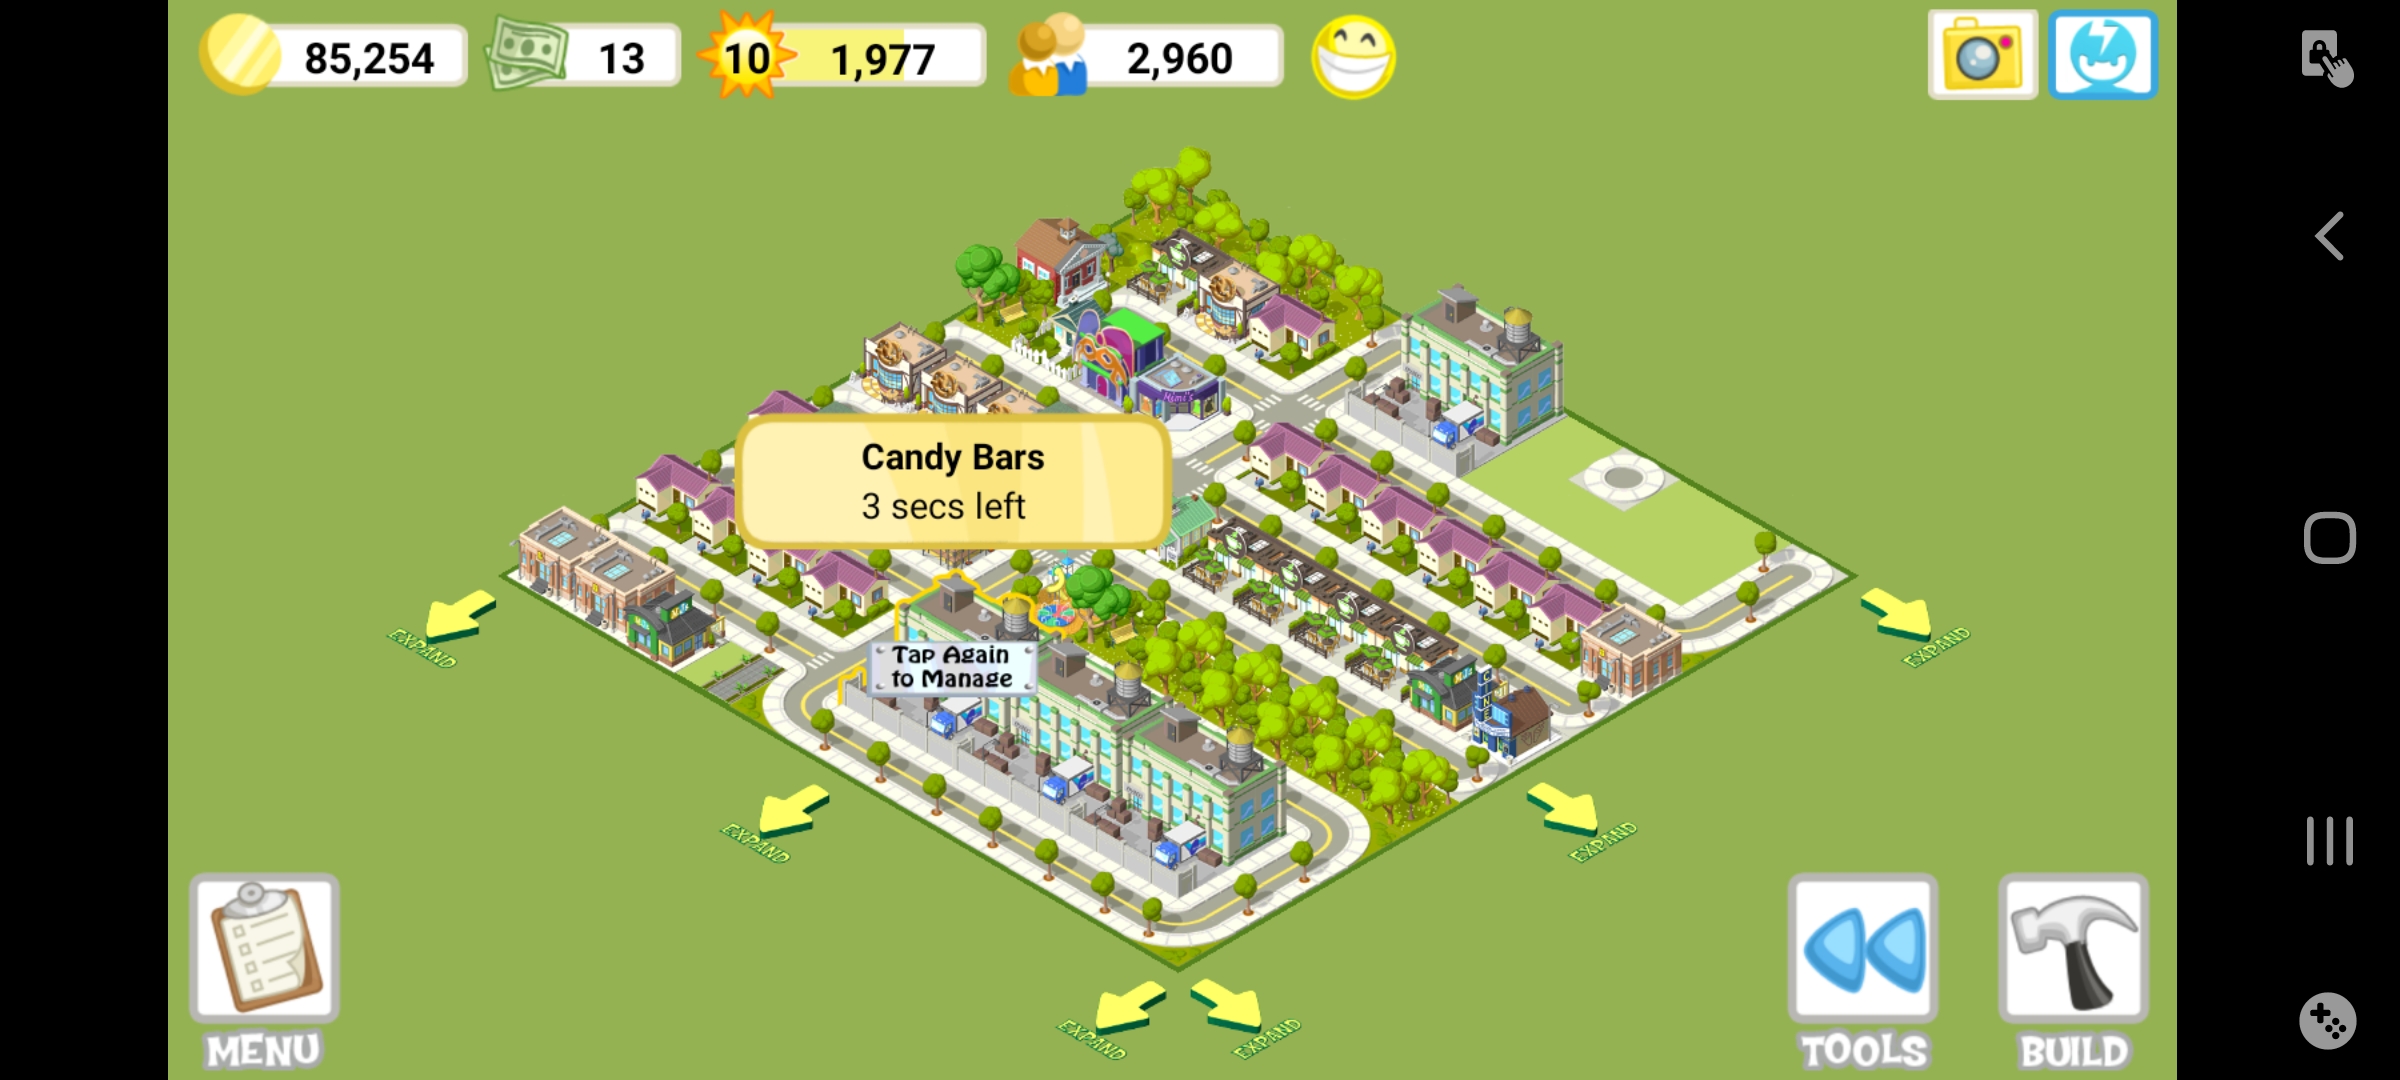 85,254
13
10
1,977
2,960
Mimi's
Candy Bars
3 secs left
Tap Again
to Manage
EXPAND
EXPAND
EXPAND
EXPAND
EXPAND
EXPAND
MENU
TOOLS
BUILD